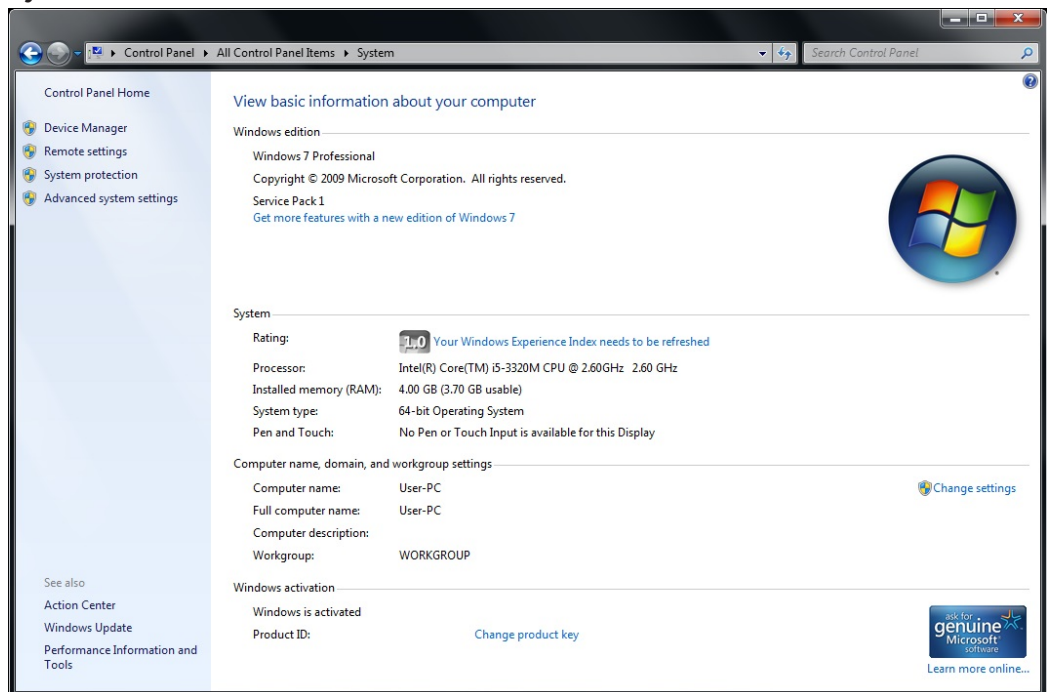 Control Panel ▸ All Control Panel Items ▸ System
Search Control Panel
Control Panel Home
Device Manager
Remote settings
System protection
Advanced system settings
See also
Action Center
Windows Update
Performance Information and
Tools
View basic information about your computer
Windows edition
Windows 7 Professional
Copyright © 2009 Microsoft Corporation. All rights reserved.
Service Pack 1
Get more features with a new edition of Windows 7
System
Rating: 1.0 Your Windows Experience Index needs to be refreshed
Processor: Intel(R) Core(TM) i5-3320M CPU @ 2.60GHz 2.60 GHz
Installed memory (RAM): 4.00 GB (3.70 GB usable)
System type: 64-bit Operating System
Pen and Touch: No Pen or Touch Input is available for this Display
Computer name, domain, and workgroup settings
Computer name: User-PC
Change settings
Full computer name: User-PC
Computer description:
Workgroup: WORKGROUP
Windows activation
Windows is activated
Product ID: Change product key
ask for
genuine
Microsoft
software
Learn more online...